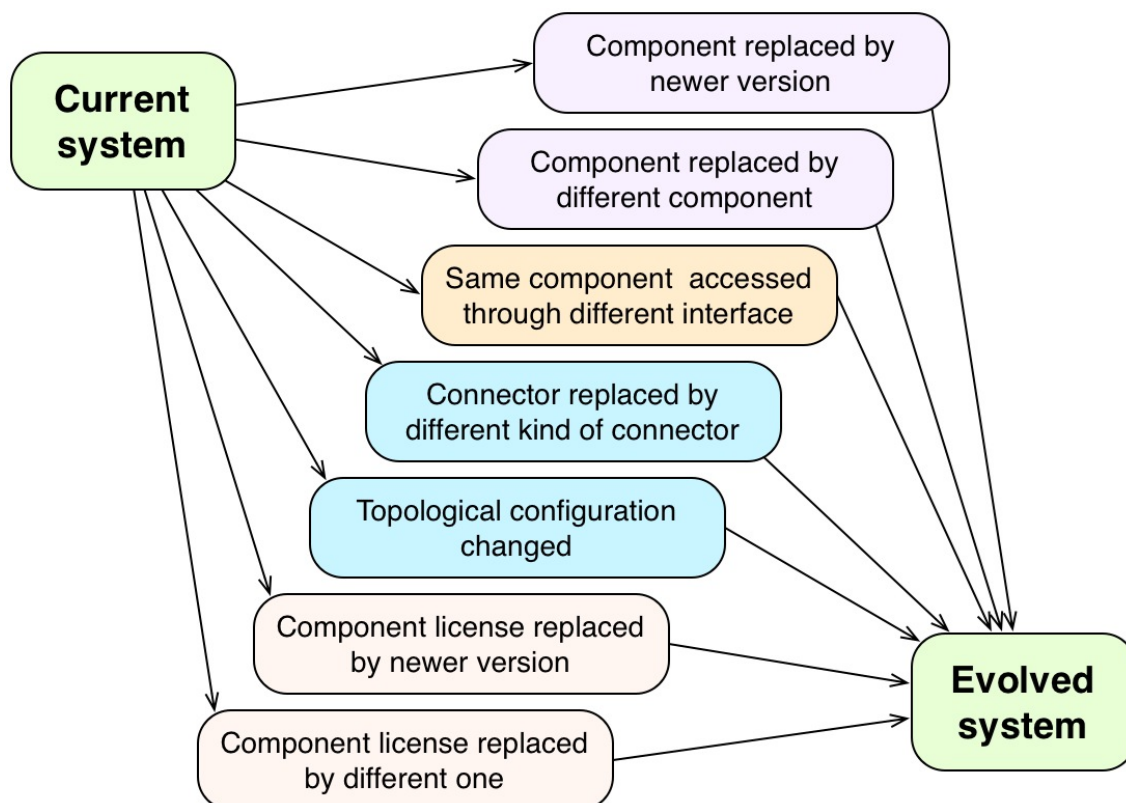 Current
system
Component replaced by
newer version
Component replaced by
different component
Same component accessed
through different interface
Connector replaced by
different kind of connector
Topological configuration
changed
Component license replaced
by newer version
Component license replaced
by different one
Evolved
system